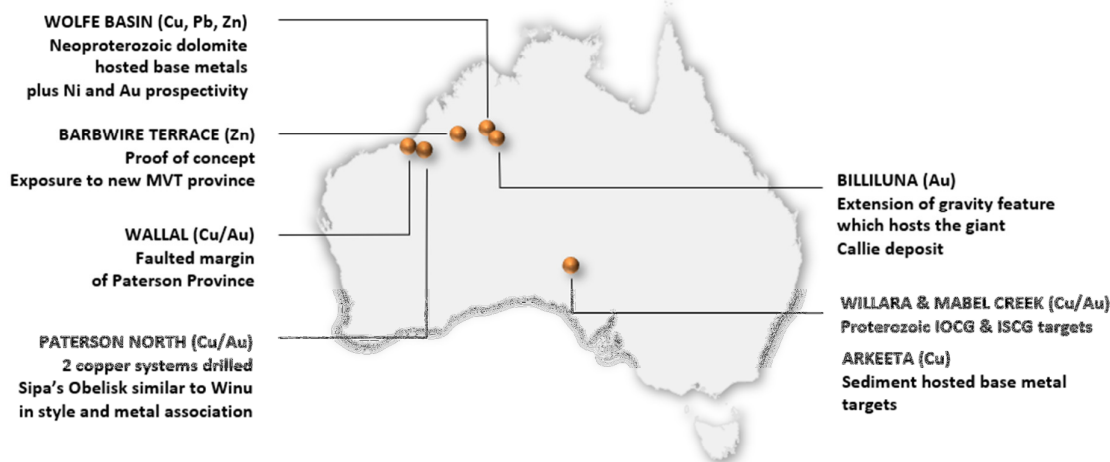 WOLFE BASIN (Cu, Pb, Zn)
Neoproterozoic dolomite
hosted base metals
plus Ni and Au prospectivity
BARBWIRE TERRACE (Zn)
Proof of concept
Exposure to new MVT province
WALLAL (Cu/Au)
Faulted margin
of Paterson Province
PATERSON NORTH (Cu/Au)
2 copper systems drilled
Sipa's Obelisk similar to Winu
in style and metal association
BILLILUNA (Au)
Extension of gravity feature
which hosts the giant
Callie deposit
WILLARA & MABEL CREEK (Cu/Au)
Proterozoic IOCG & ISCG targets
ARKEETA (Cu)
Sediment hosted base metal
targets